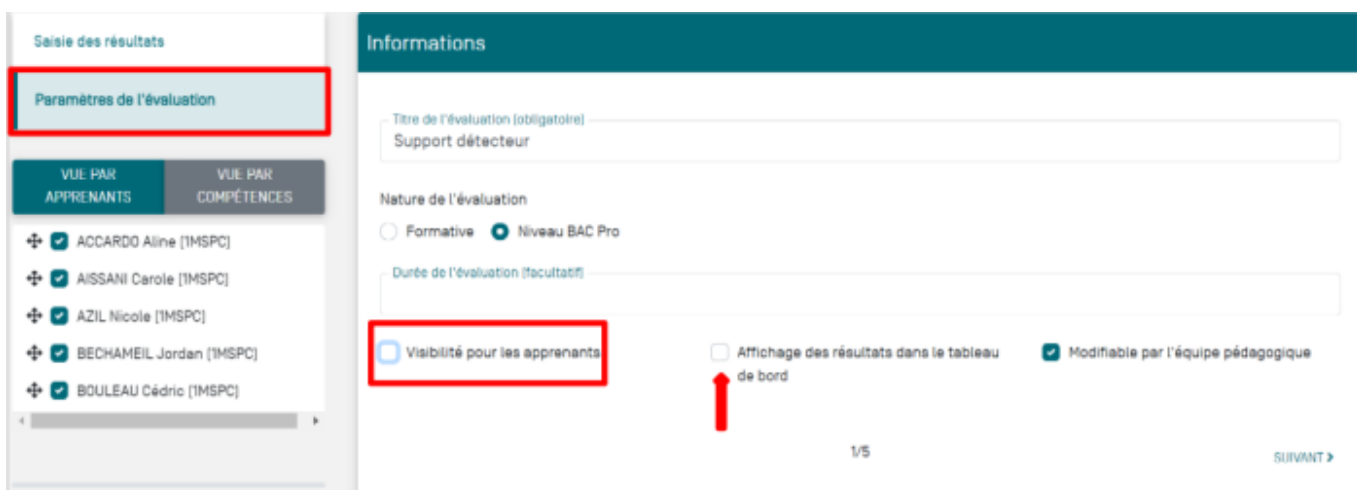 Saisie des résultats
Paramètres de l'évaluation
VUE PAR
APPRENANTS
VUE PAR
COMPÉTENCES
ACCARDO Aline [1MSPC]
AISSANI Carole [1MSPC]
AZIL Nicole [1MSPC]
BECHAMEIL Jordan [1MSPC]
BOULEAU Cédric [1MSPC]
Informations
Titre de l'évaluation (obligatoire)
Support détecteur
Nature de l'évaluation
Formative
Niveau BAC Pro
Durée de l'évaluation (facultatif)
Visibilité pour les apprenants
Affichage des résultats dans le tableau
de bord
Modifiable par l'équipe pédagogique
1/5
SUIVANT >